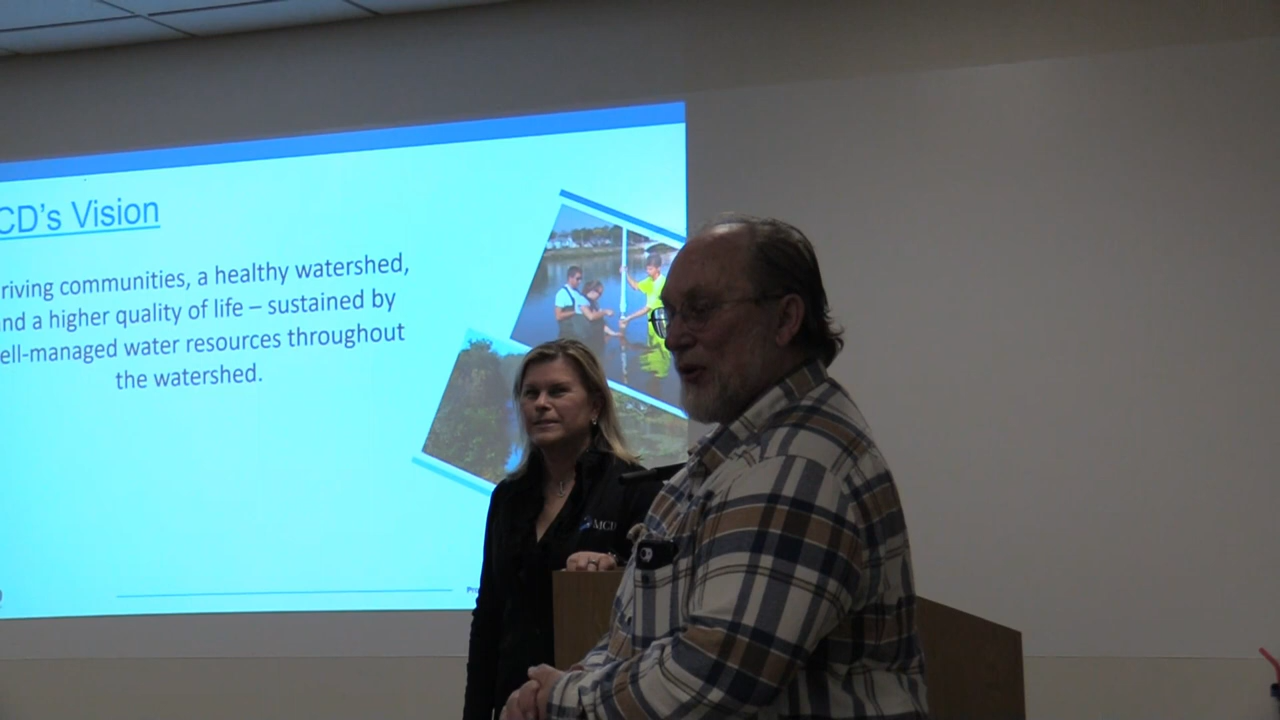 CD's Vision
riving communities, a healthy watershed,
nd a higher quality of life – sustained by
ell-managed water resources throughout
the watershed.
MCD